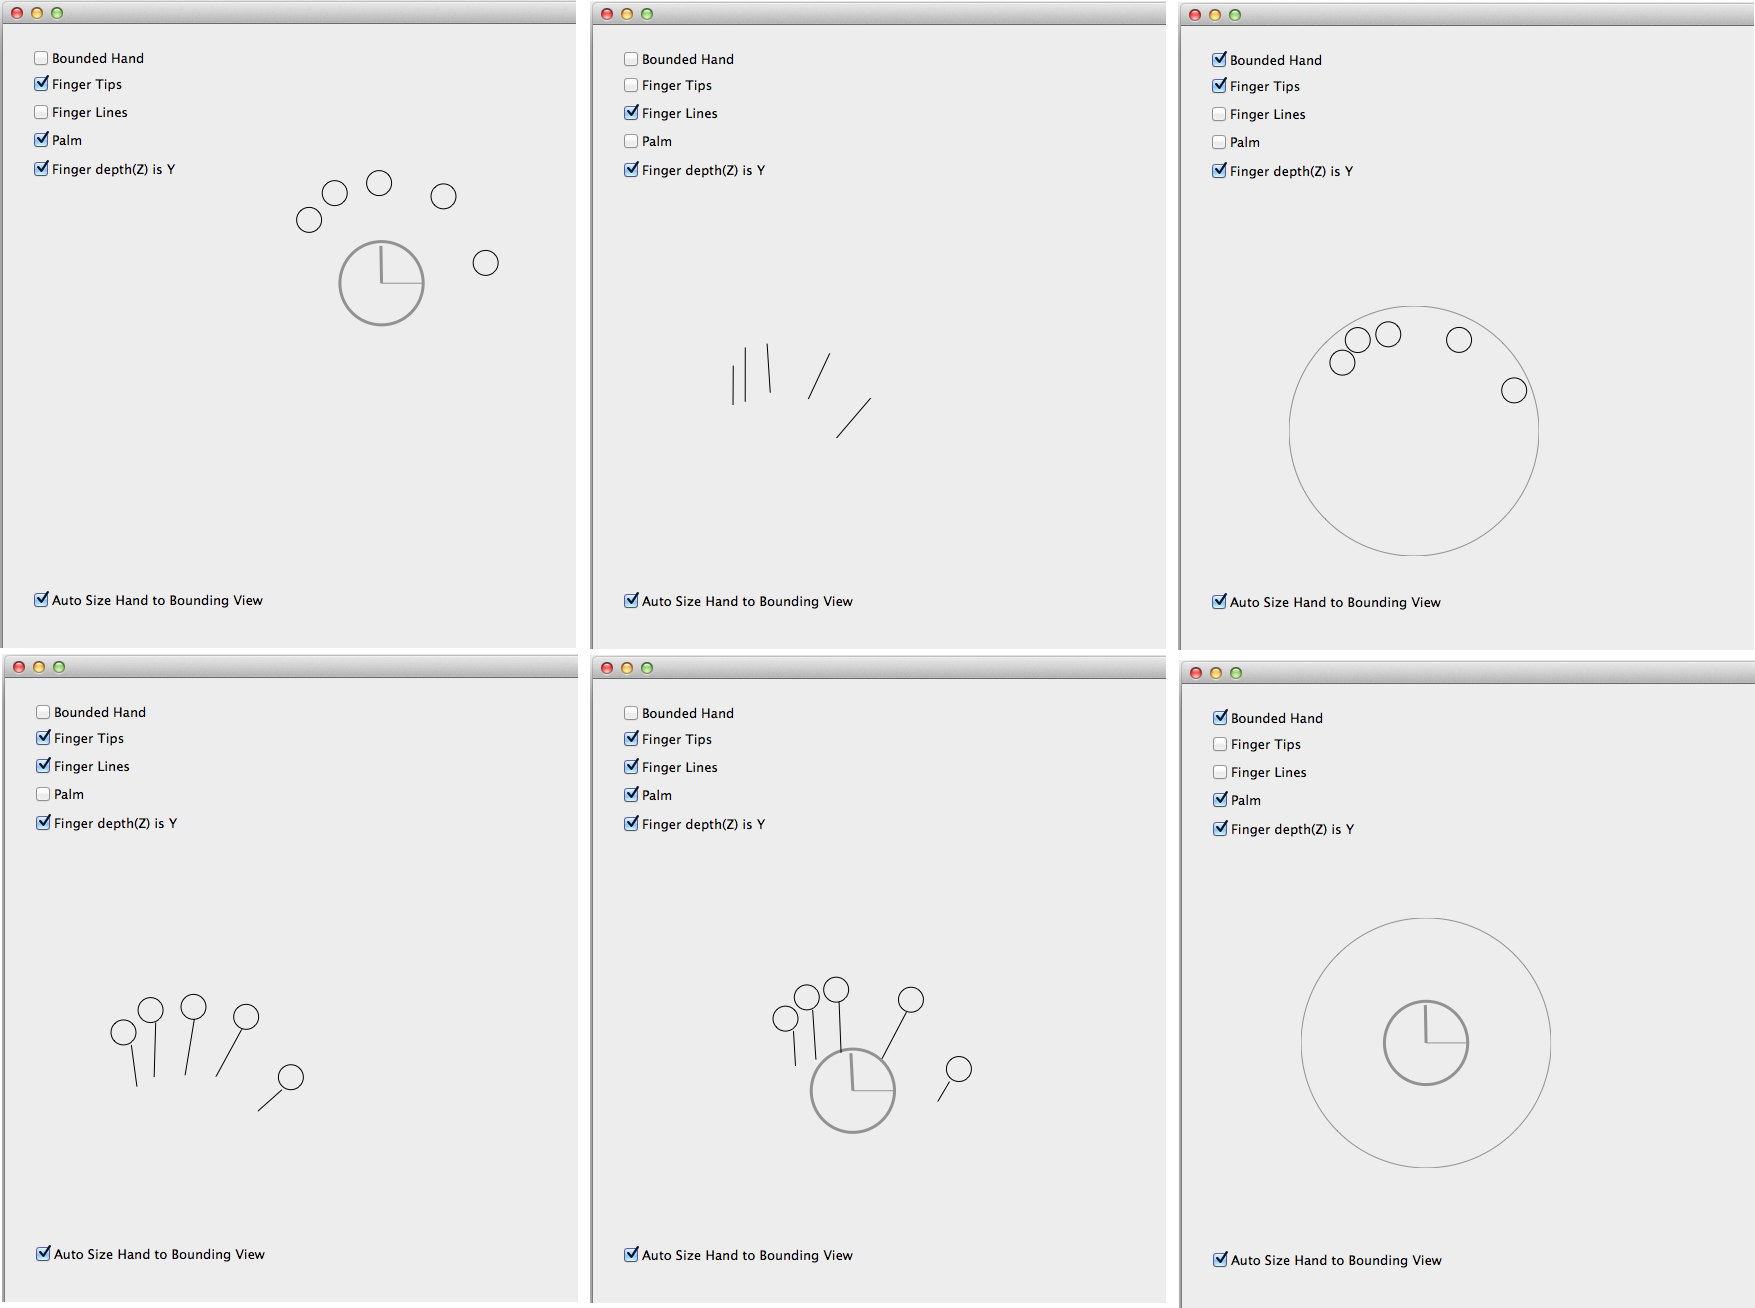 Bounded Hand
Finger Tips
Finger Lines
Palm
Finger depth(Z) is Y
Auto Size Hand to Bounding View
Bounded Hand
Finger Tips
Finger Lines
Palm
Finger depth(Z) is Y
Auto Size Hand to Bounding View
Bounded Hand
Finger Tips
Finger Lines
Palm
Finger depth(Z) is Y
Auto Size Hand to Bounding View
Bounded Hand
Finger Tips
Finger Lines
Palm
Finger depth(Z) is Y
Auto Size Hand to Bounding View
Bounded Hand
Finger Tips
Finger Lines
Palm
Finger depth(Z) is Y
Auto Size Hand to Bounding View
Bounded Hand
Finger Tips
Finger Lines
Palm
Finger depth(Z) is Y
Auto Size Hand to Bounding View